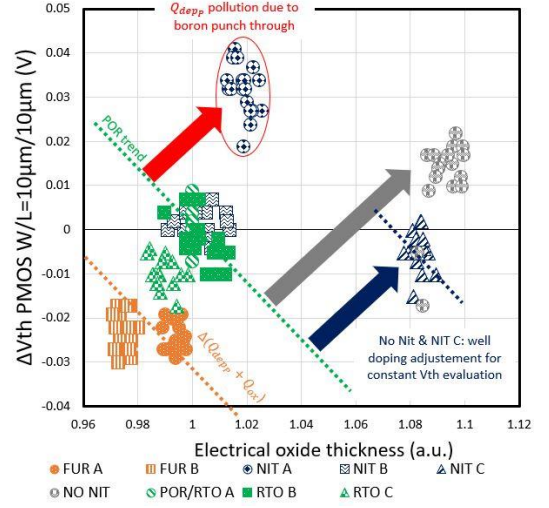 Q_depP pollution due to
boron punch through
0.05
0.04
0.03
0.02
0.01
0
-0.01
-0.02
-0.03
-0.04
ΔVth PMOS W/L=10μm/10μm (V)
POR trend
Δ(Q_depP + Q_ox)
No Nit & NIT C: well
doping adjustement for
constant Vth evaluation
0.96 0.98 1 1.02 1.04 1.06 1.08 1.1 1.12
Electrical oxide thickness (a.u.)
FUR A FUR B NIT A NIT B NIT C
NO NIT POR/RTO A RTO B RTO C